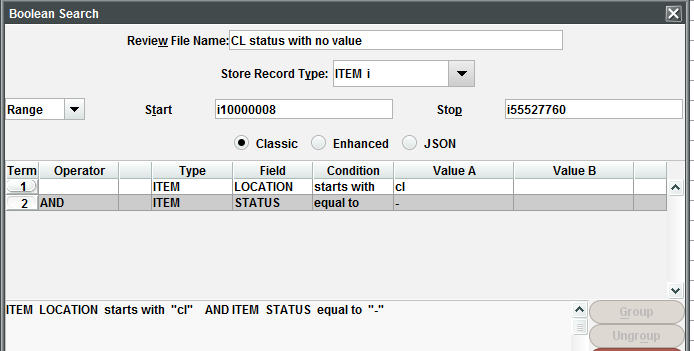 Boolean Search
Review File Name: CL status with no value
Store Record Type: ITEM i
Range Start i10000008 Stop i55527760
Classic Enhanced JSON
Term Operator Type Field Condition Value A Value B
1 ITEM LOCATION starts with cl
2 AND ITEM STATUS equal to -
ITEM LOCATION starts with "cl" AND ITEM STATUS equal to "-"
Group
Ungroup